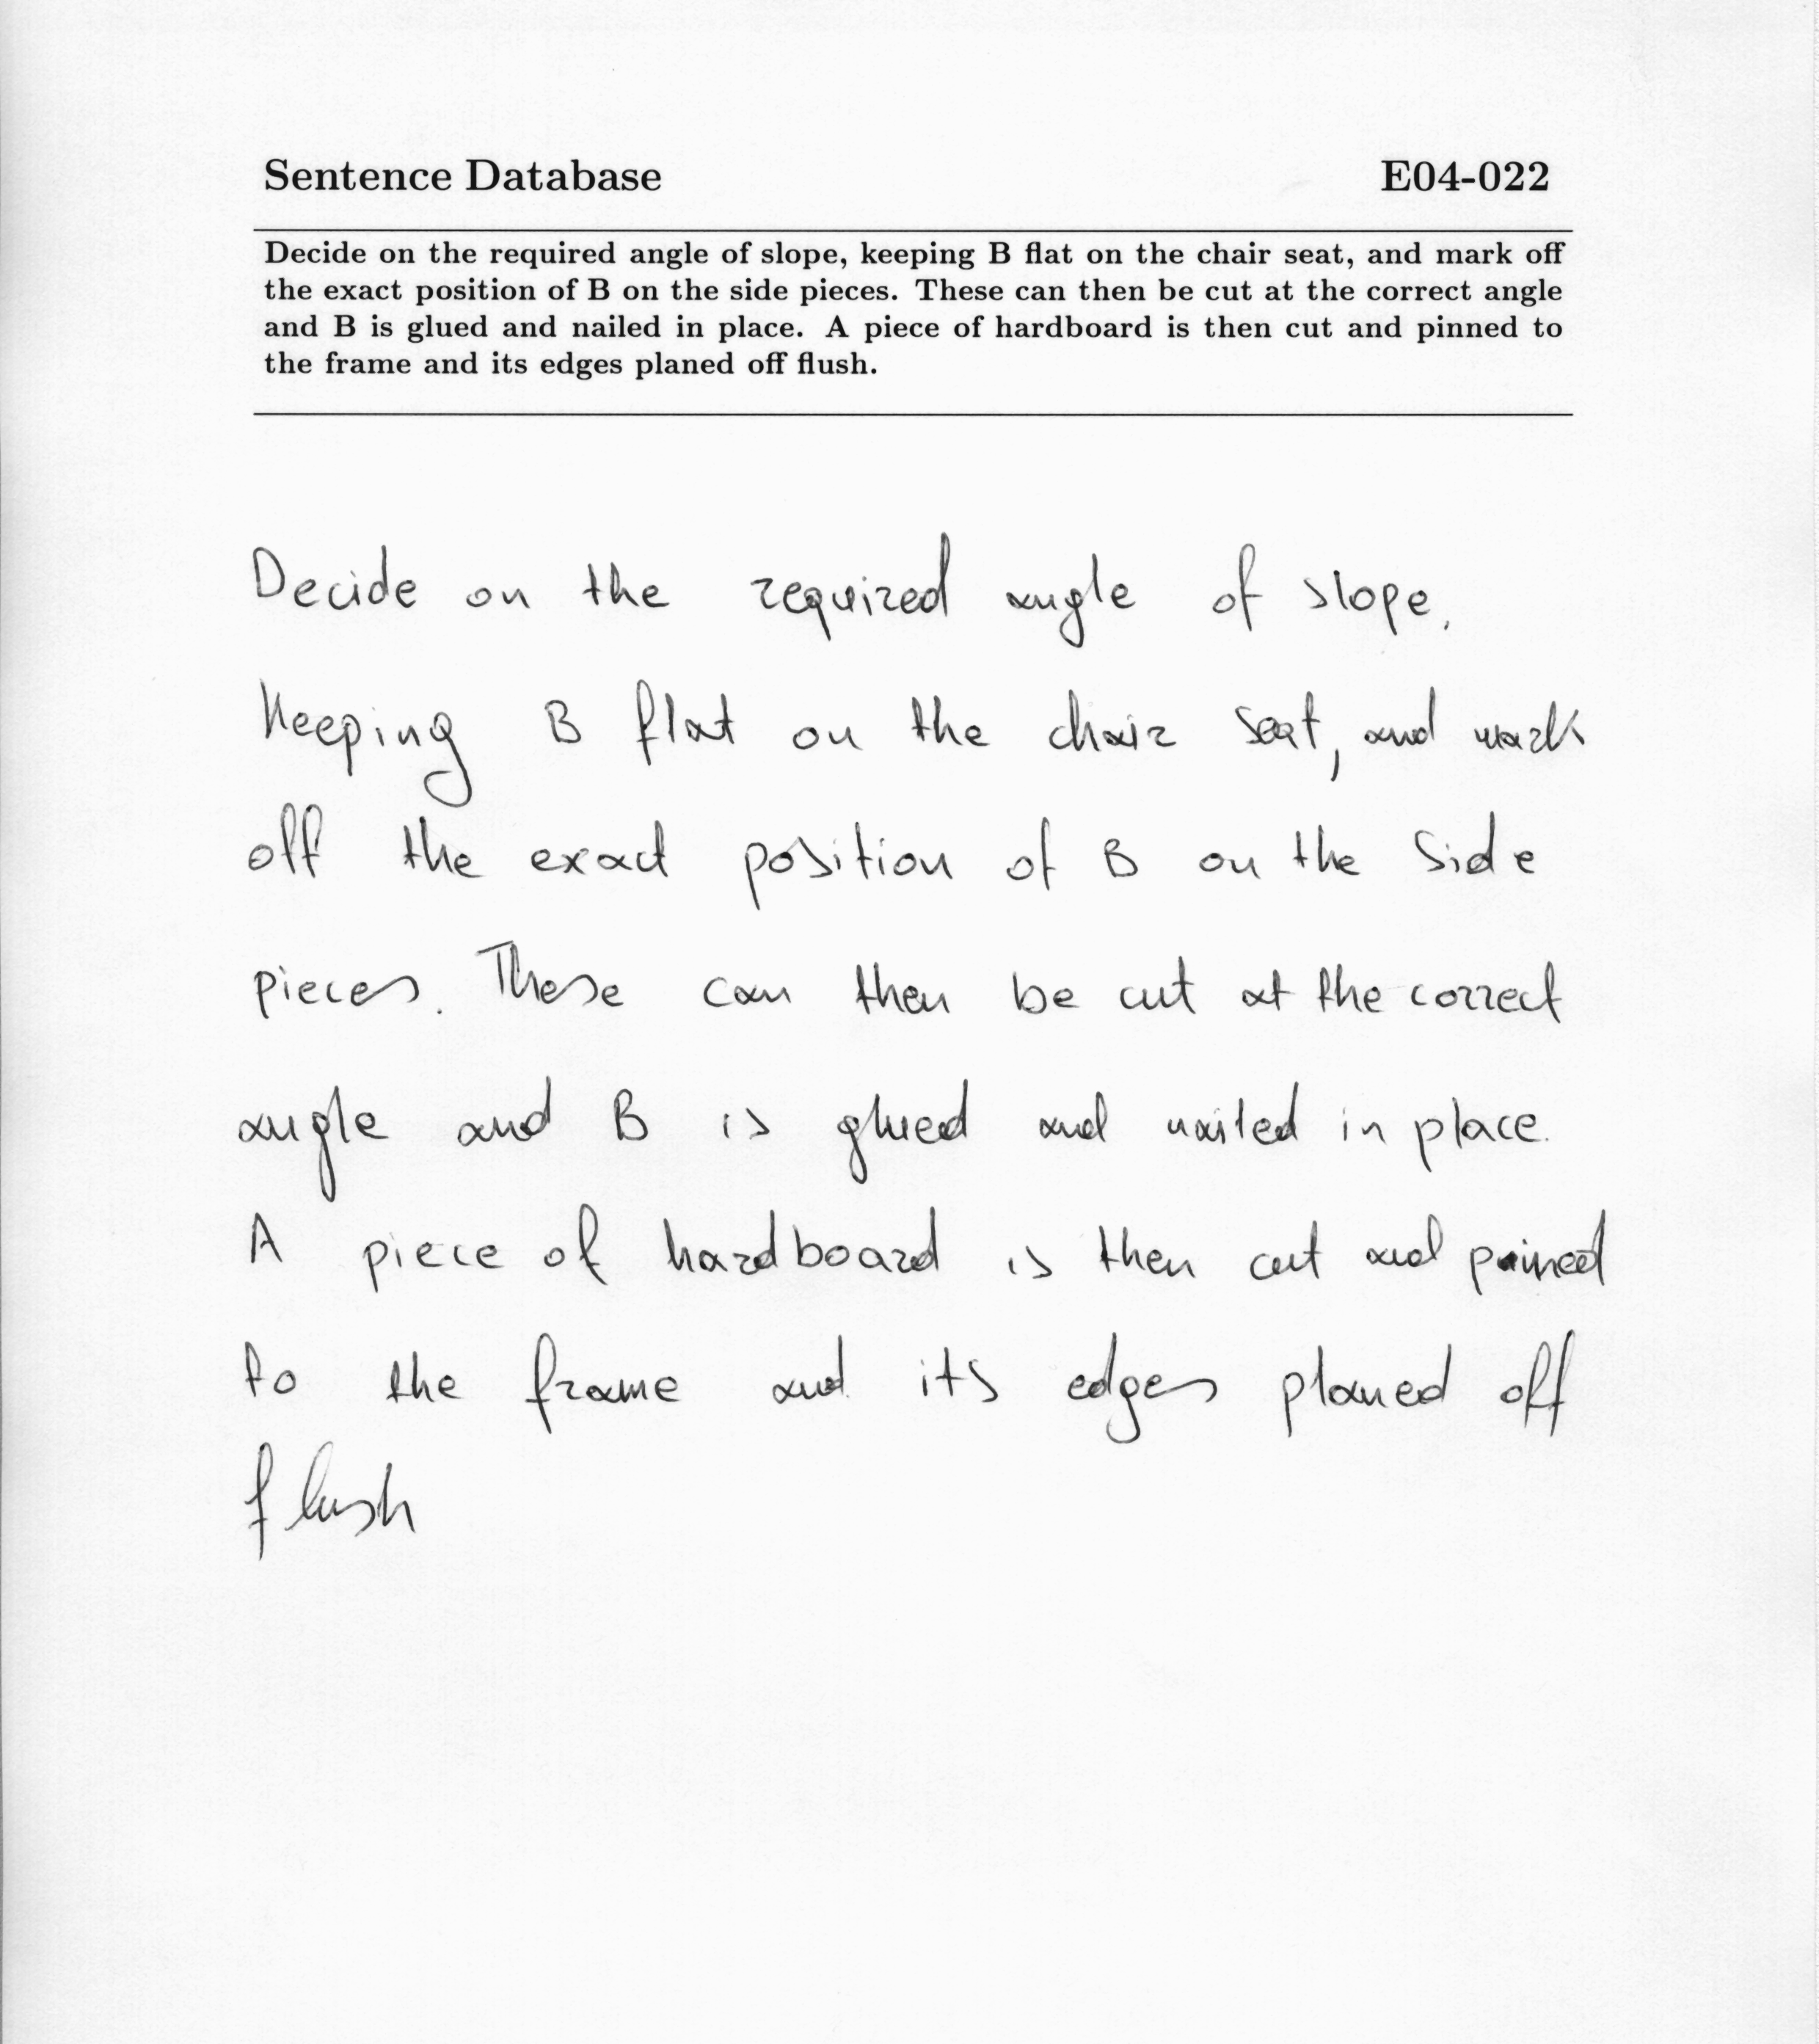 Sentence Database E04-022
Decide on the required angle of slope, keeping B flat on the chair seat, and mark off
the exact position of B on the side pieces. These can then be cut at the correct angle
and B is glued and nailed in place. A piece of hardboard is then cut and pinned to
the frame and its edges planed off flush.
Decide on the required angle of slope,
keeping B flat on the chair seat, and mark
off the exact position of B on the side
pieces. These can then be cut at the correct
angle and B is glued and nailed in place.
A piece of hardboard is then cut and pinned
to the frame and its edges planed off
flush